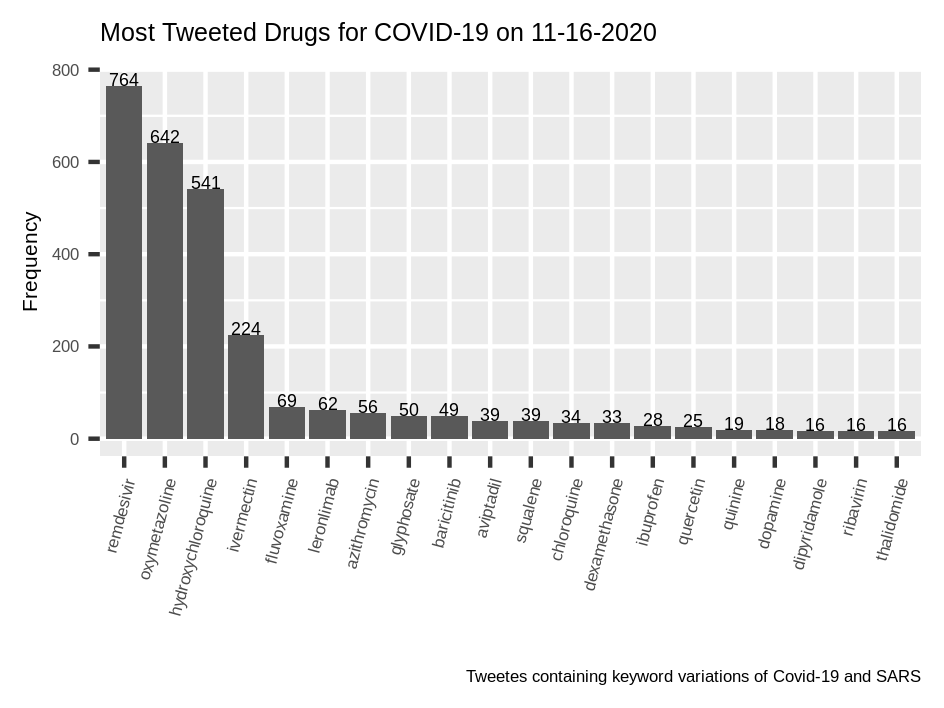 Most Tweeted Drugs for COVID-19 on 11-16-2020
Frequency
800
600
400
200
0
764
642
541
224
69
62
56
50
49
39
39
34
33
28
25
19
18
16
16
16
remdesivir
oxymetazoline
hydroxychloroquine
ivermectin
fluvoxamine
leronlimab
azithromycin
glyphosate
baricitinib
aviptadil
squalene
chloroquine
dexamethasone
ibuprofen
quercetin
quinine
dopamine
dipyridamole
ribavirin
thalidomide
Tweetes containing keyword variations of Covid-19 and SARS